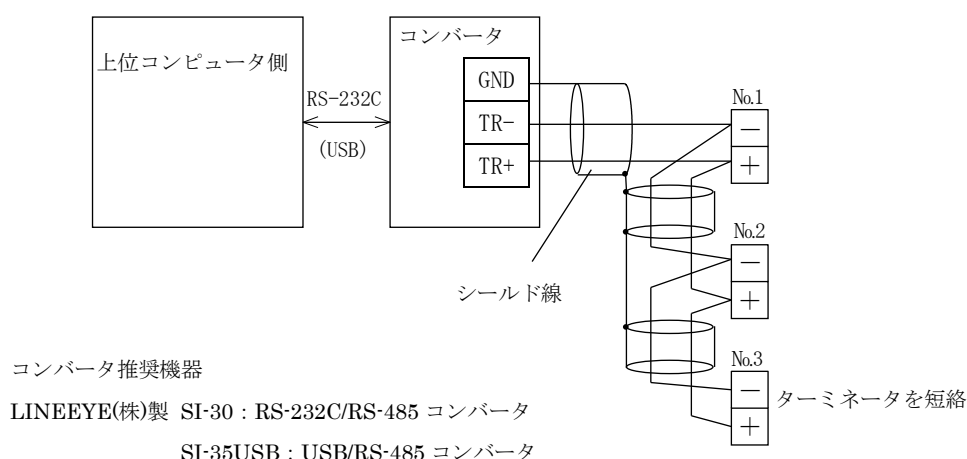 上位コンピュータ側
RS-232C
(USB)
コンバータ
GND
TR-
TR+
シールド線
No.1
－
＋
No.2
－
＋
No.3
－
＋
ターミネータを短絡
コンバータ推奨機器
LINEEYE(株)製 SI-30：RS-232C/RS-485 コンバータ
SI-35USB：USB/RS-485 コンバータ